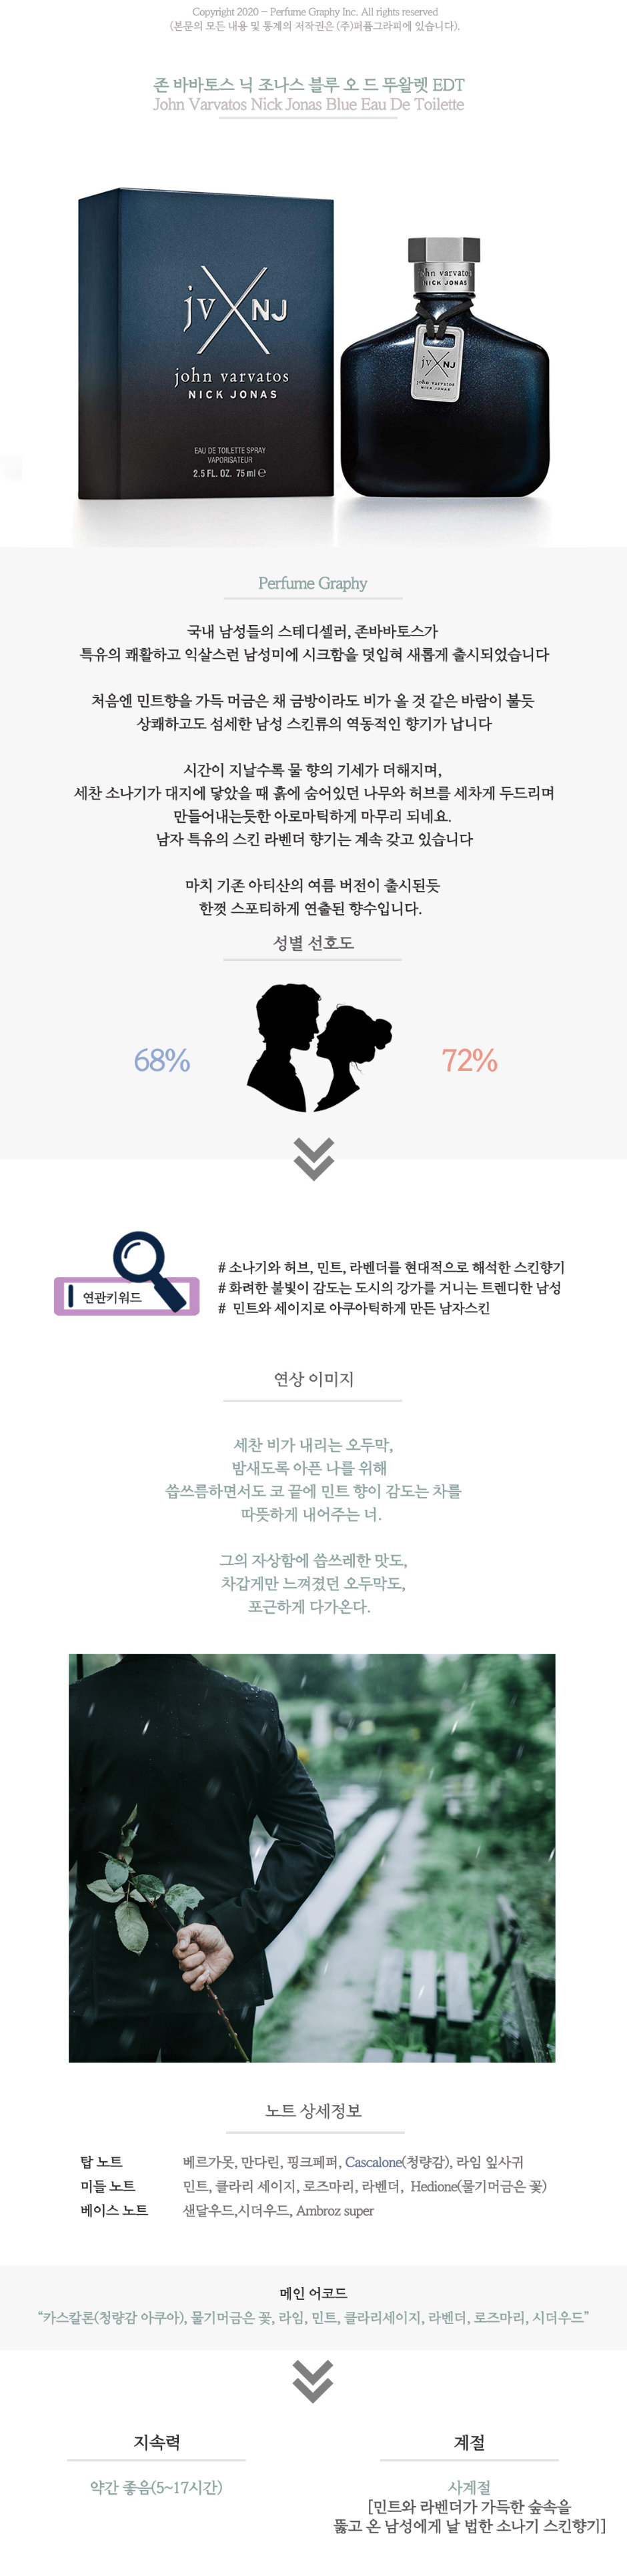 Copyright 2020 - Perfume Graphy Inc. All rights reserved
(본문의 모든 내용 및 통계의 저작권은 (주)퍼퓸그라피에 있습니다).
존 바바토스 닉 조나스 블루 오 드 뚜왈렛 EDT
John Varvatos Nick Jonas Blue Eau De Toilette
jv X NJ
john varvatos
NICK JONAS
EAU DE TOILETTE SPRAY
VAPORISATEUR
2.5 FL. OZ. 75 ml ℮
john varvatos
NICK JONAS
jv X NJ
john varvatos
NICK JONAS
Perfume Graphy
국내 남성들의 스테디셀러, 존바바토스가
특유의 쾌활하고 익살스런 남성미에 시크함을 덧입혀 새롭게 출시되었습니다
처음엔 민트향을 가득 머금은 채 금방이라도 비가 올 것 같은 바람이 불듯
상쾌하고도 섬세한 남성 스킨류의 역동적인 향기가 납니다
시간이 지날수록 물 향의 기세가 더해지며,
세찬 소나기가 대지에 닿았을 때 흙에 숨어있던 나무와 허브를 세차게 두드리며
만들어내는듯한 아로마틱하게 마무리 되네요.
남자 특유의 스킨 라벤더 향기는 계속 갖고 있습니다
마치 기존 아티산의 여름 버전이 출시된듯
한껏 스포티하게 연출된 향수입니다.
성별 선호도
68%
72%
연관키워드
# 소나기와 허브, 민트, 라벤더를 현대적으로 해석한 스킨향기
# 화려한 불빛이 감도는 도시의 강가를 거니는 트렌디한 남성
# 민트와 세이지로 아쿠아틱하게 만든 남자스킨
연상 이미지
세찬 비가 내리는 오두막,
밤새도록 아픈 나를 위해
씁쓰름하면서도 코 끝에 민트 향이 감도는 차를
따뜻하게 내어주는 너.
그의 자상함에 씁쓰레한 맛도,
차갑게만 느껴졌던 오두막도,
포근하게 다가온다.
노트 상세정보
탑 노트 베르가못, 만다린, 핑크페퍼, Cascalone(청량감), 라임 잎사귀
미들 노트 민트, 클라리 세이지, 로즈마리, 라벤더, Hedione(물기머금은 꽃)
베이스 노트 샌달우드,시더우드, Ambroz super
메인 어코드
“카스칼론(청량감 아쿠아), 물기머금은 꽃, 라임, 민트, 클라리세이지, 라벤더, 로즈마리, 시더우드”
지속력
약간 좋음(5~17시간)
계절
사계절
[민트와 라벤더가 가득한 숲속을
뚫고 온 남성에게 날 법한 소나기 스킨향기]